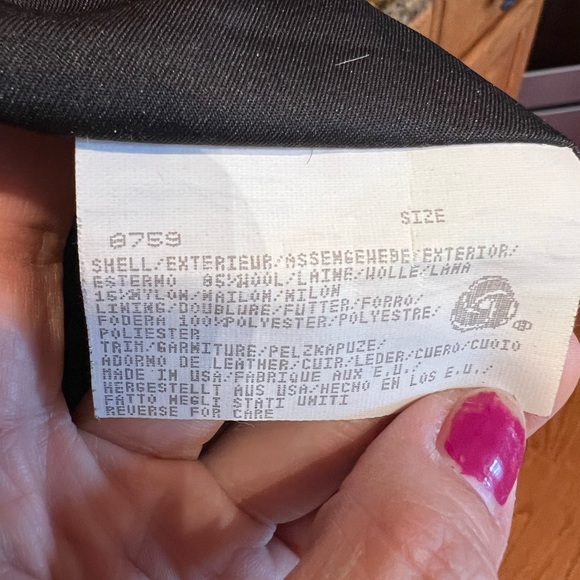 SIZE
0759
SHELL/EXTERIEUR/ASSENGEWEBE/EXTERIOR/
ESTERNO 85%WOOL/LAINE/WOLLE/LANA
15%NYLON/NAILON/NILON
LINING/DOUBLURE/FUTTER/FORRO/
FODERA 100%POLYESTER/POLYESTRE/
POLIESTER
TRIM/GARNITURE/PELZKAPUZE/
ADORNO DE LEATHER/CUIR/LEDER/CUERO/CUOIO
MADE IN USA/FABRIQUE AUX E.U./
HERGESTELLT AUS USA/HECHO EN LOS E.U./
FATTO NEGLI STATI UNITI
REVERSE FOR CARE